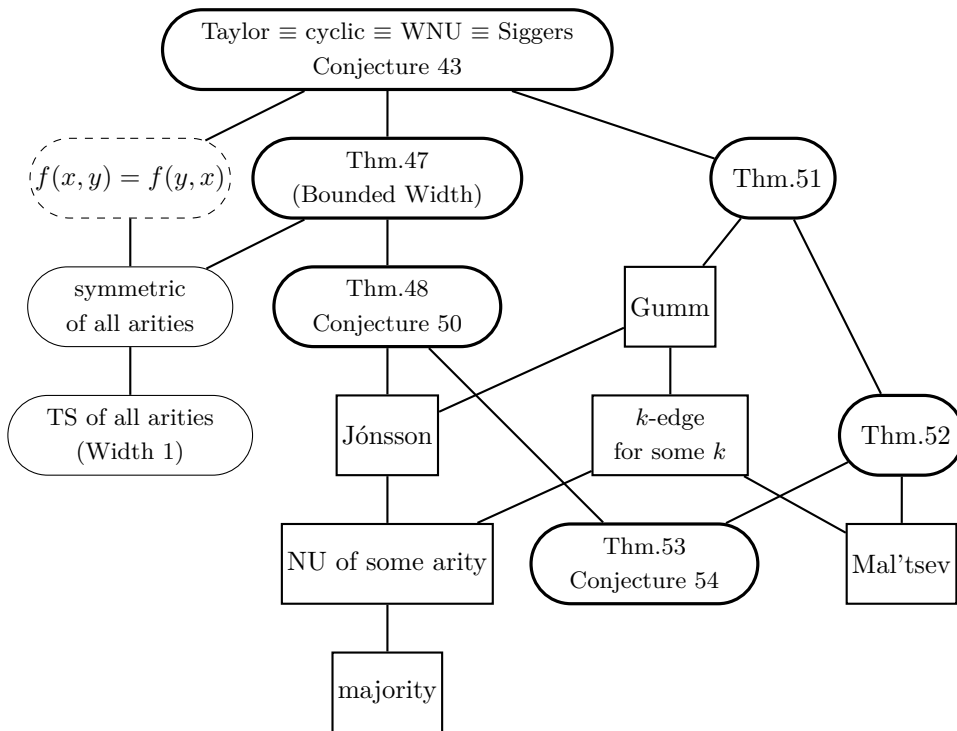 Taylor ≡ cyclic ≡ WNU ≡ Siggers
Conjecture 43
f(x, y) = f(y, x)
Thm.47
(Bounded Width)
Thm.51
symmetric
of all arities
Thm.48
Conjecture 50
Gumm
TS of all arities
(Width 1)
Jónsson
k-edge
for some k
Thm.52
NU of some arity
Thm.53
Conjecture 54
Mal'tsev
majority